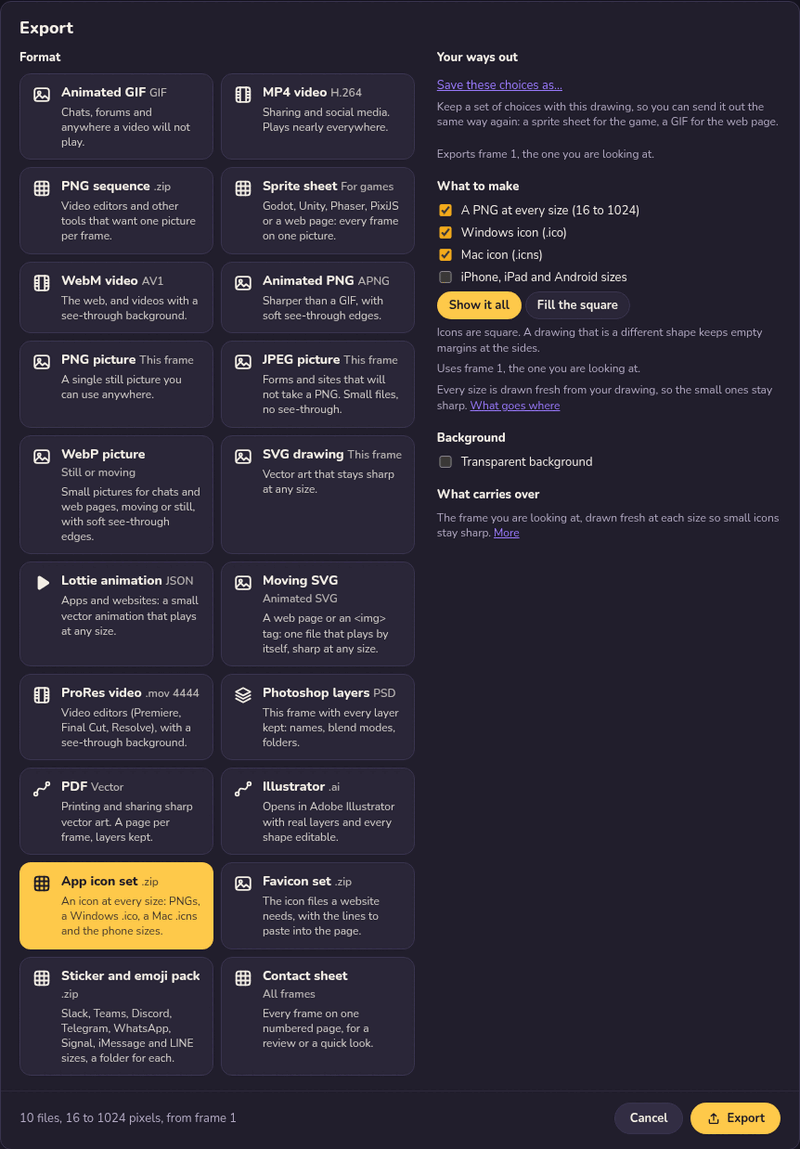 Export
Format
Animated GIF GIF
Chats, forums and
anywhere a video will not
play.
MP4 video H.264
Sharing and social media.
Plays nearly everywhere.
PNG sequence .zip
Video editors and other
tools that want one picture
per frame.
Sprite sheet For games
Godot, Unity, Phaser, PixiJS
or a web page: every frame
on one picture.
WebM video AV1
The web, and videos with a
see-through background.
Animated PNG APNG
Sharper than a GIF, with
soft see-through edges.
PNG picture This frame
A single still picture you
can use anywhere.
JPEG picture This frame
Forms and sites that will
not take a PNG. Small files,
no see-through.
WebP picture
Still or moving
Small pictures for chats and
web pages, moving or still,
with soft see-through
edges.
SVG drawing This frame
Vector art that stays sharp
at any size.
Lottie animation JSON
Apps and websites: a small
vector animation that plays
at any size.
Moving SVG
Animated SVG
A web page or an <img>
tag: one file that plays by
itself, sharp at any size.
ProRes video .mov 4444
Video editors (Premiere,
Final Cut, Resolve), with a
see-through background.
Photoshop layers PSD
This frame with every layer
kept: names, blend modes,
folders.
PDF Vector
Printing and sharing sharp
vector art. A page per
frame, layers kept.
Illustrator .ai
Opens in Adobe Illustrator
with real layers and every
shape editable.
App icon set .zip
An icon at every size: PNGs,
a Windows .ico, a Mac .icns
and the phone sizes.
Favicon set .zip
The icon files a website
needs, with the lines to
paste into the page.
Sticker and emoji pack
.zip
Slack, Teams, Discord,
Telegram, WhatsApp,
Signal, iMessage and LINE
sizes, a folder for each.
Contact sheet
All frames
Every frame on one
numbered page, for a
review or a quick look.
Your ways out
Save these choices as...
Keep a set of choices with this drawing, so you can send it out the
same way again: a sprite sheet for the game, a GIF for the web page.
Exports frame 1, the one you are looking at.
What to make
A PNG at every size (16 to 1024)
Windows icon (.ico)
Mac icon (.icns)
iPhone, iPad and Android sizes
Show it all
Fill the square
Icons are square. A drawing that is a different shape keeps empty
margins at the sides.
Uses frame 1, the one you are looking at.
Every size is drawn fresh from your drawing, so the small ones stay
sharp. What goes where
Background
Transparent background
What carries over
The frame you are looking at, drawn fresh at each size so small icons
stay sharp. More
10 files, 16 to 1024 pixels, from frame 1
Cancel
Export